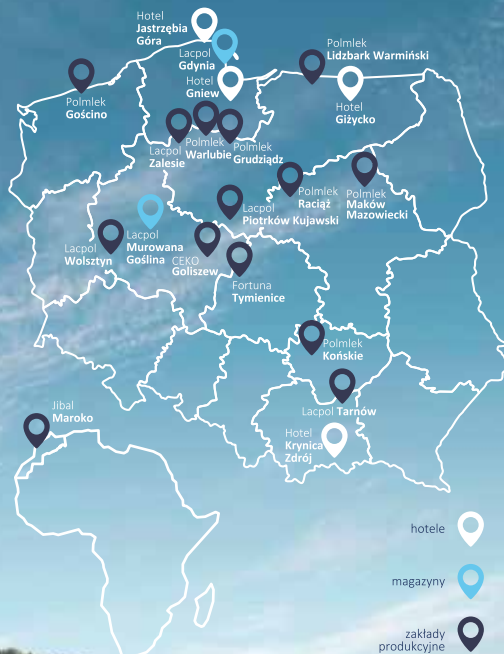 Hotel
Jastrzębia
Góra
Lacpol
Gdynia
Hotel
Gniew
Polmlek
Lidzbark Warmiński
Polmlek
Gościno
Hotel
Giżycko
Lacpol
Zalesie
Polmlek
Warlubie
Polmlek
Grudziądz
Polmlek
Raciąż
Polmlek
Maków
Mazowiecki
Lacpol
Piotrków Kujawski
Lacpol
Wolsztyn
Lacpol
Murowana
Goślina
CEKO
Goliszew
Fortuna
Tymienice
Polmlek
Końskie
Lacpol Tarnów
Hotel
Krynica
Zdrój
Jibal
Maroko
hotele
magazyny
zakłady
produkcyjne